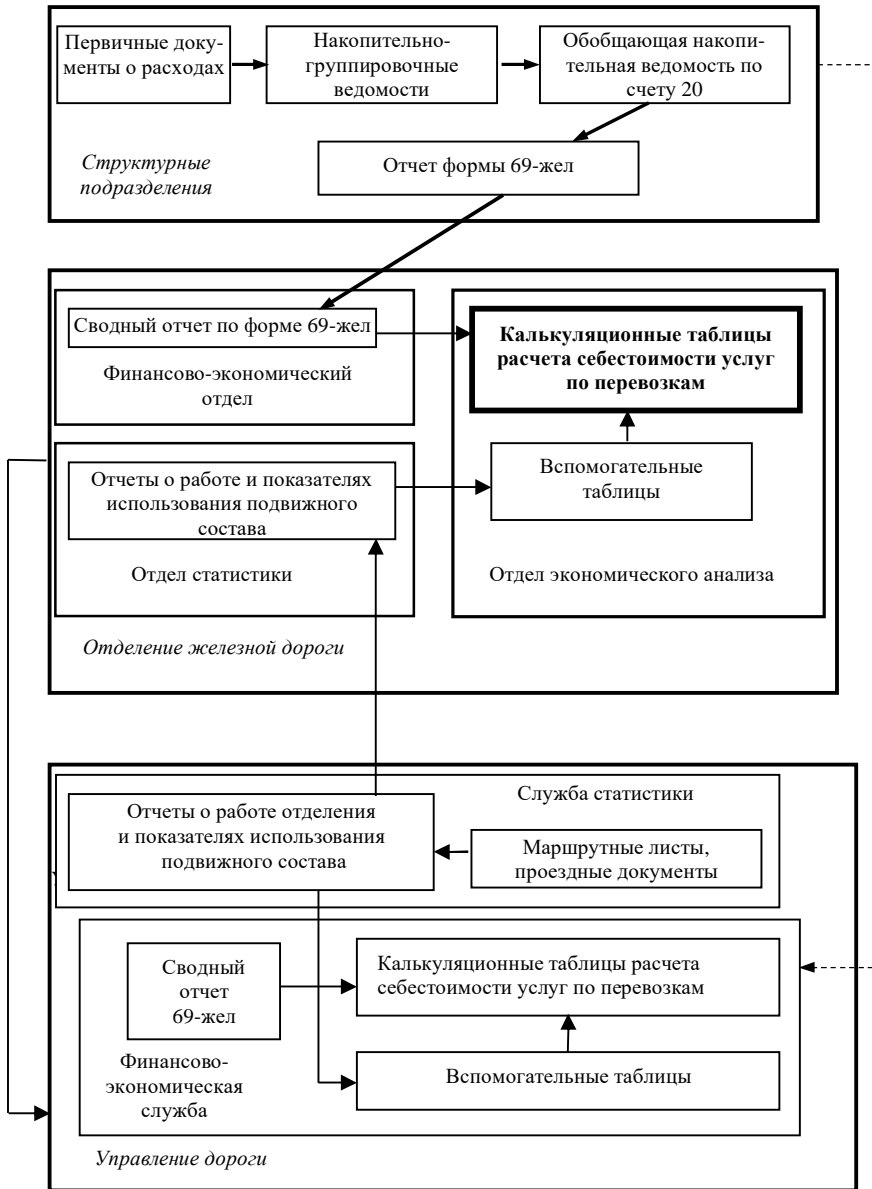 Первичные доку-
менты о расходах
Накопительно-
группировочные
ведомости
Обобщающая накопи-
тельная ведомость по
счету 20
Структурные
подразделения
Отчет формы 69-жел
Сводный отчет по форме 69-жел
Финансово-экономический
отдел
Калькуляционные таблицы
расчета себестоимости услуг
по перевозкам
Отчеты о работе и показателях
использования подвижного
состава
Отдел статистики
Вспомогательные
таблицы
Отдел экономического анализа
Отделение железной дороги
Служба статистики
Отчеты о работе отделения
и показателях использования
подвижного состава
Маршрутные листы,
проездные документы
Сводный
отчет
69-жел
Калькуляционные таблицы расчета
себестоимости услуг по перевозкам
Финансово-
экономическая
служба
Вспомогательные таблицы
Управление дороги